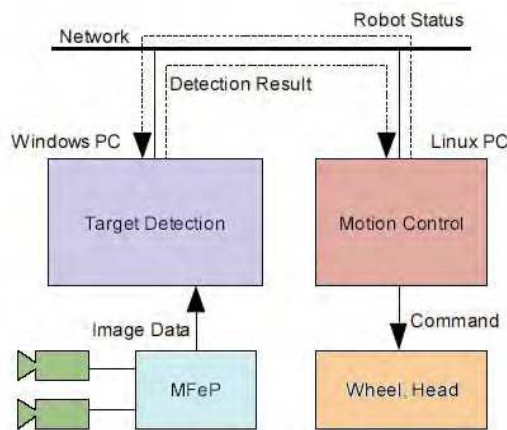 Robot Status
Network
Detection Result
Windows PC
Linux PC
Target Detection
Motion Control
Image Data
Command
MFeP
Wheel, Head